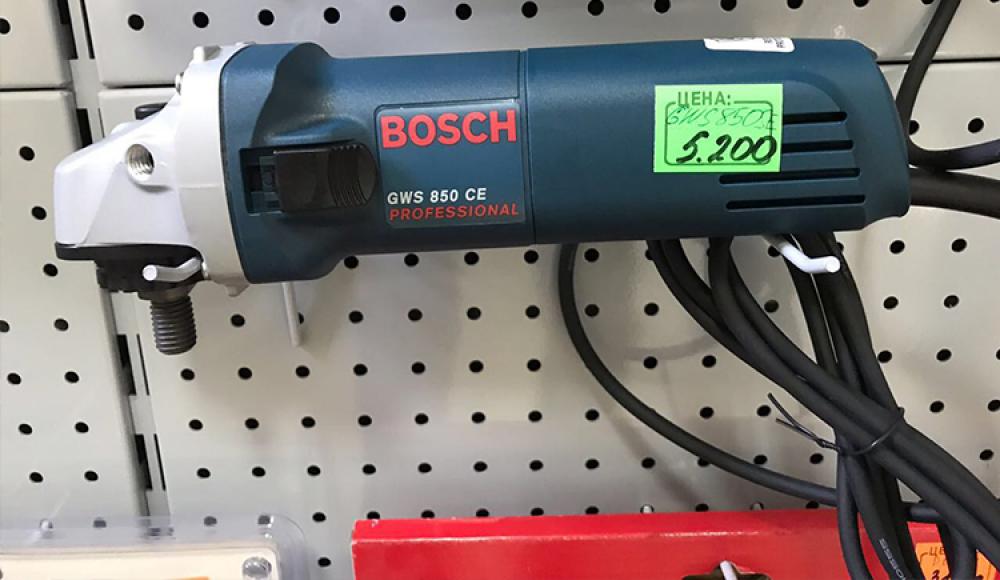 ЦЕНА:
GWS850CE
5.200
BOSCH
GWS 850 CE
PROFESSIONAL